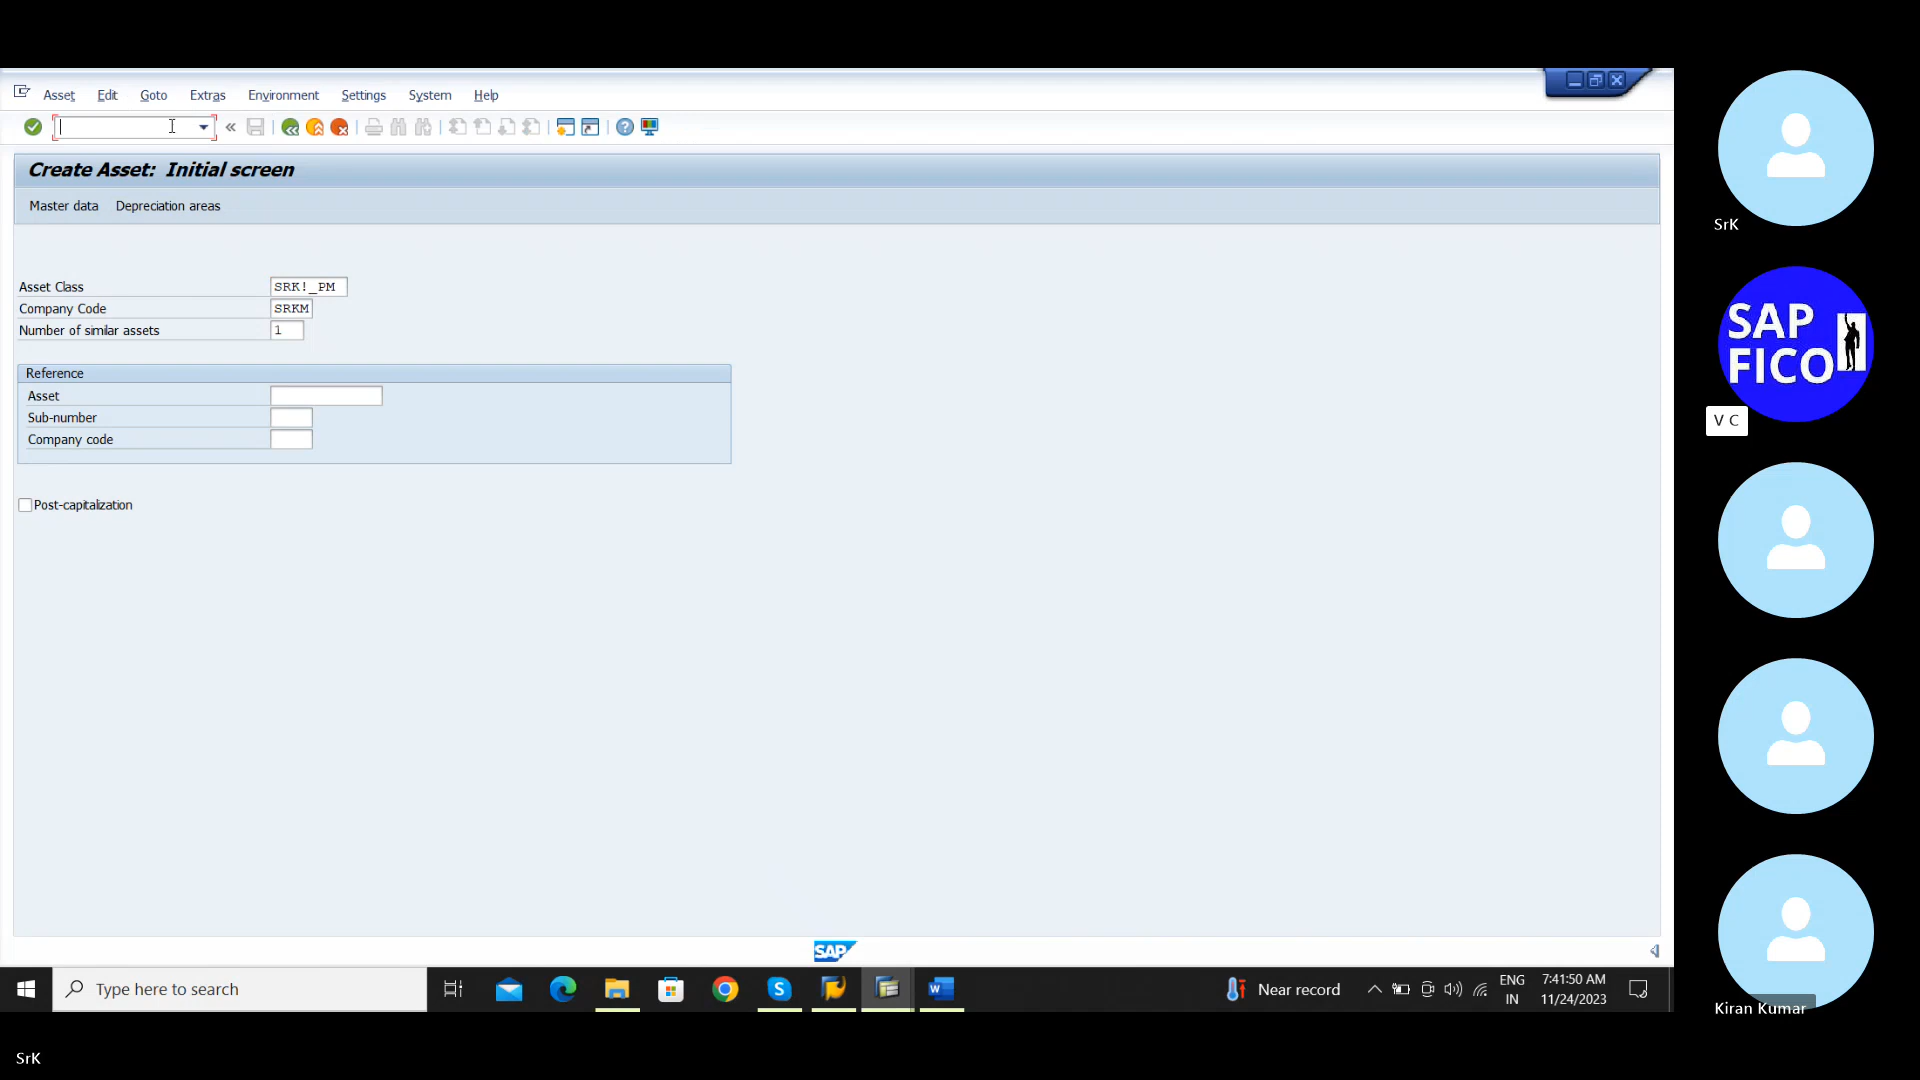 Asset Edit Goto Extras Environment Settings System Help
Create Asset: Initial screen
Master data Depreciation areas
Asset Class SRK!_PM
Company Code SRKM
Number of similar assets 1
Reference
Asset
Sub-number
Company code
Post-capitalization
SAP
Type here to search
S
W
Near record
ENG
IN
7:41:50 AM
11/24/2023
SrK
SAP
FICO
V C
Kiran Kumar
SrK